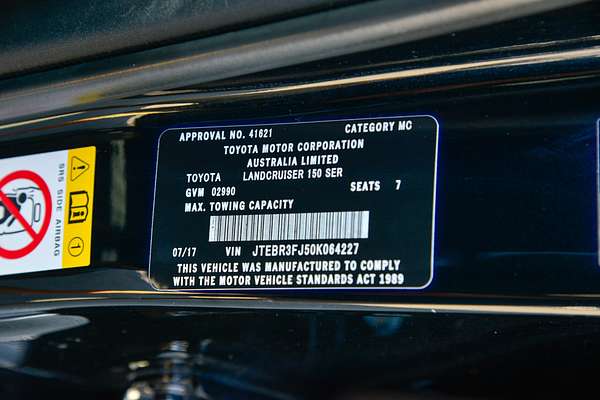 APPROVAL NO. 41621 CATEGORY MC
TOYOTA MOTOR CORPORATION
AUSTRALIA LIMITED
TOYOTA LANDCRUISER 150 SER
GVM 02990 SEATS 7
MAX. TOWING CAPACITY
07/17 VIN JTEBR3FJ50K064227
THIS VEHICLE WAS MANUFACTURED TO COMPLY
WITH THE MOTOR VEHICLE STANDARDS ACT 1989
SRS SIDE AIRBAG
1